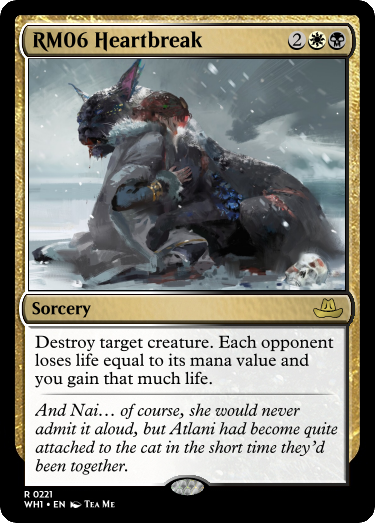 RM06 Heartbreak 2
Sorcery
Destroy target creature. Each opponent
loses life equal to its mana value and
you gain that much life.
And Nai… of course, she would never
admit it aloud, but Atlani had become quite
attached to the cat in the short time they'd
been together.
R 0221
WH1 • EN Tea Me